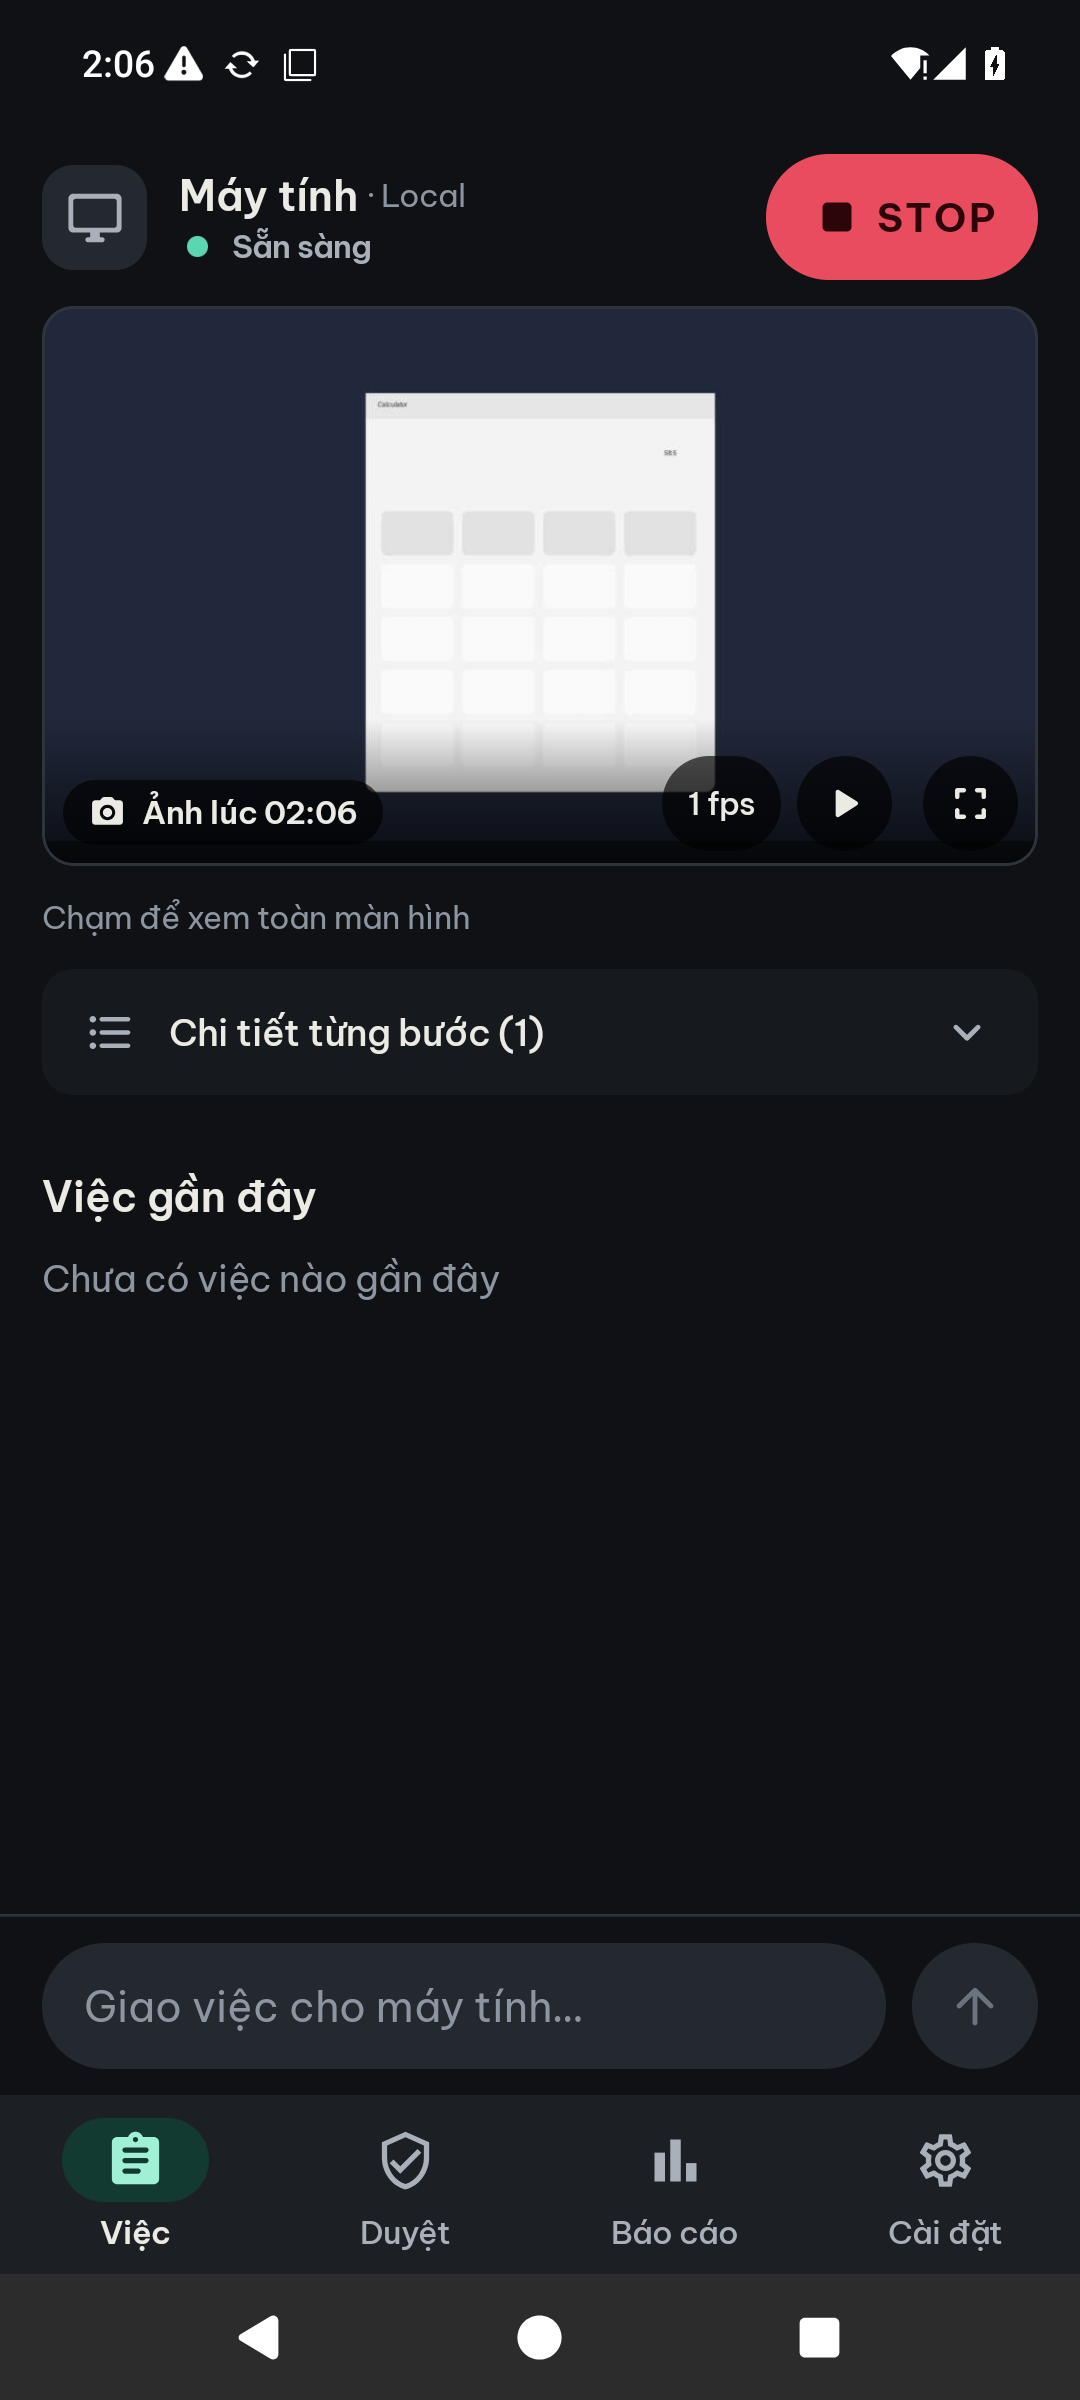 2:06
Máy tính · Local
Sẵn sàng
STOP
Calculator
Ảnh lúc 02:06
1 fps
Chạm để xem toàn màn hình
Chi tiết từng bước (1)
Việc gần đây
Chưa có việc nào gần đây
Giao việc cho máy tính...
Việc
Duyệt
Báo cáo
Cài đặt